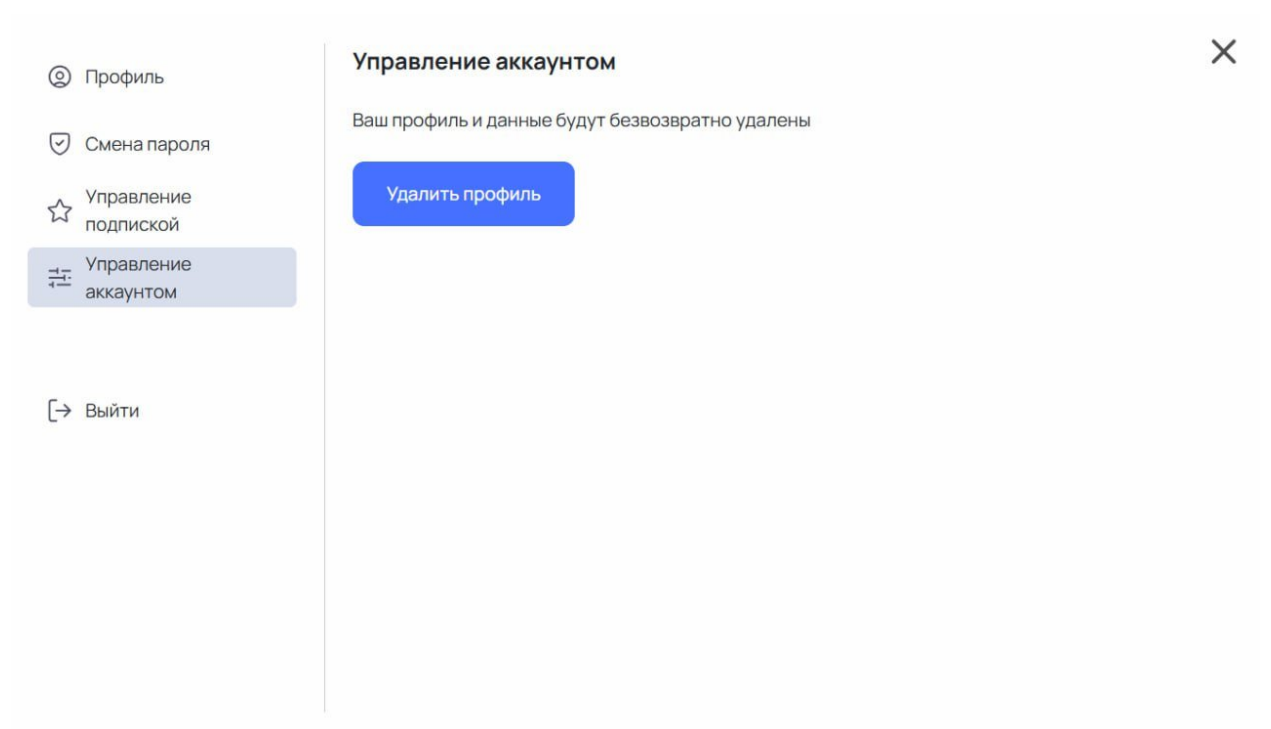 Профиль
Смена пароля
Управление
подпиской
Управление
аккаунтом
Выйти
Управление аккаунтом
Ваш профиль и данные будут безвозвратно удалены
Удалить профиль